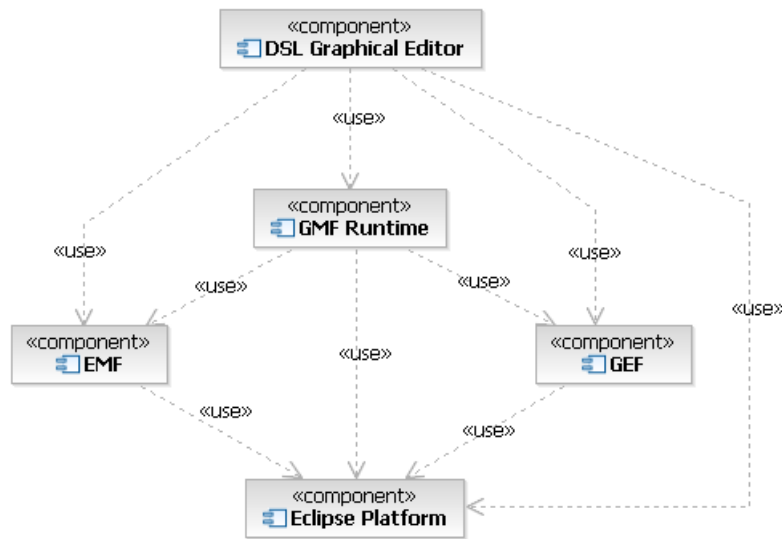 «component»
DSL Graphical Editor
«use»
«component»
GMF Runtime
«use»
«use»
«use»
«use»
«use»
«component»
EMF
«use»
«component»
GEF
«use»
«use»
«component»
Eclipse Platform